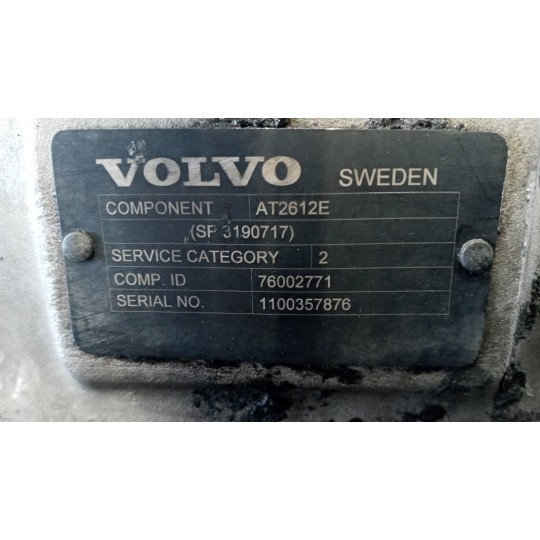 VOLVO SWEDEN
COMPONENT AT2612E
(SP 3190717)
SERVICE CATEGORY 2
COMP. ID 76002771
SERIAL NO. 1100357876